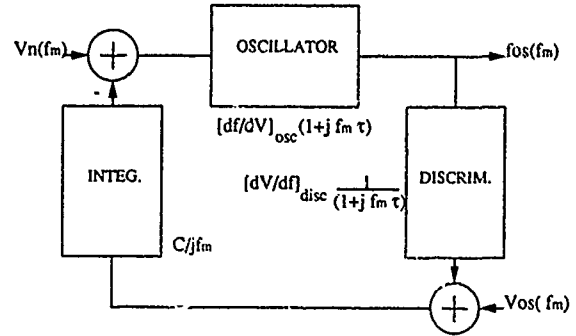 Vn(fm)
-
OSCILLATOR
fos(fm)
[df/dV]osc(1+j fm τ)
INTEG.
C/jfm
[dV/df]disc 1/(1+j fm τ)
DISCRIM.
Vos( fm)